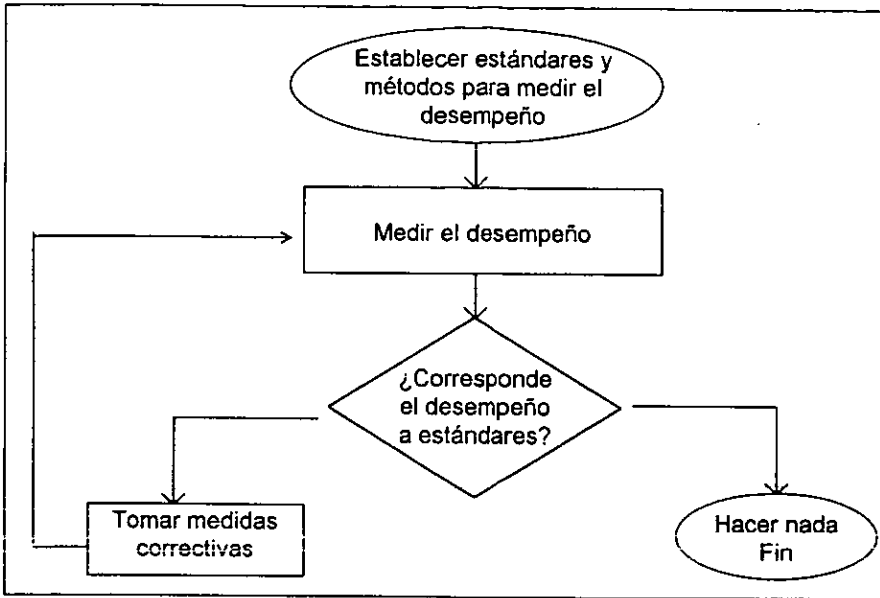 Establecer estándares y
métodos para medir el
desempeño
Medir el desempeño
¿Corresponde
el desempeño
a estándares?
Tomar medidas
correctivas
Hacer nada
Fin